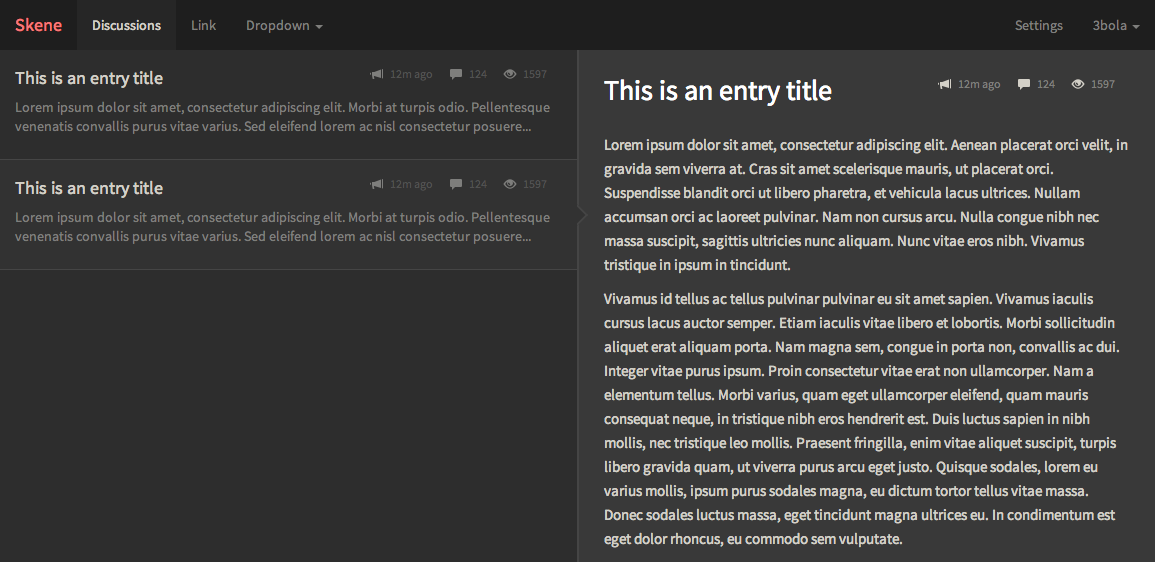 Skene Discussions Link Dropdown Settings 3bola
This is an entry title 12m ago 124 1597
Lorem ipsum dolor sit amet, consectetur adipiscing elit. Morbi at turpis odio. Pellentesque
venenatis convallis purus vitae varius. Sed eleifend lorem ac nisl consectetur posuere...
This is an entry title 12m ago 124 1597
Lorem ipsum dolor sit amet, consectetur adipiscing elit. Morbi at turpis odio. Pellentesque
venenatis convallis purus vitae varius. Sed eleifend lorem ac nisl consectetur posuere...
This is an entry title 12m ago 124 1597
Lorem ipsum dolor sit amet, consectetur adipiscing elit. Aenean placerat orci velit, in
gravida sem viverra at. Cras sit amet scelerisque mauris, ut placerat orci.
Suspendisse blandit orci ut libero pharetra, et vehicula lacus ultrices. Nullam
accumsan orci ac laoreet pulvinar. Nam non cursus arcu. Nulla congue nibh nec
massa suscipit, sagittis ultricies nunc aliquam. Nunc vitae eros nibh. Vivamus
tristique in ipsum in tincidunt.
Vivamus id tellus ac tellus pulvinar pulvinar eu sit amet sapien. Vivamus iaculis
cursus lacus auctor semper. Etiam iaculis vitae libero et lobortis. Morbi sollicitudin
aliquet erat aliquam porta. Nam magna sem, congue in porta non, convallis ac dui.
Integer vitae purus ipsum. Proin consectetur vitae erat non ullamcorper. Nam a
elementum tellus. Morbi varius, quam eget ullamcorper eleifend, quam mauris
consequat neque, in tristique nibh eros hendrerit est. Duis luctus sapien in nibh
mollis, nec tristique leo mollis. Praesent fringilla, enim vitae aliquet suscipit, turpis
libero gravida quam, ut viverra purus arcu eget justo. Quisque sodales, lorem eu
varius mollis, ipsum purus sodales magna, eu dictum tortor tellus vitae massa.
Donec sodales luctus massa, eget tincidunt magna ultrices eu. In condimentum est
eget dolor rhoncus, eu commodo sem vulputate.